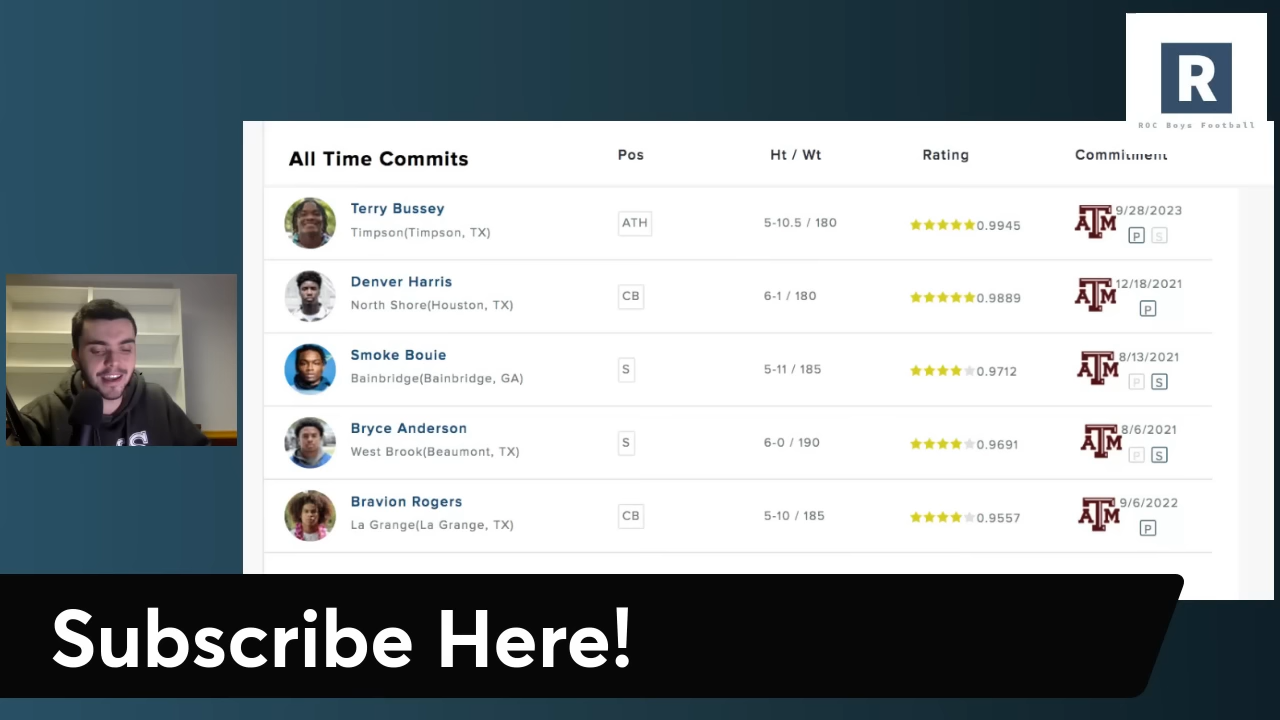 R
ROC Boys Football
All Time Commits Pos Ht / Wt Rating Commitment
Terry Bussey
Timpson(Timpson, TX)
ATH 5-10.5 / 180 0.9945 ATM 9/28/2023
P S
Denver Harris
North Shore(Houston, TX)
CB 6-1 / 180 0.9889 ATM 12/18/2021
P
Smoke Bouie
Bainbridge(Bainbridge, GA)
S 5-11 / 185 0.9712 ATM 8/13/2021
P S
Bryce Anderson
West Brook(Beaumont, TX)
S 6-0 / 190 0.9691 ATM 8/6/2021
P S
Bravion Rogers
La Grange(La Grange, TX)
CB 5-10 / 185 0.9557 ATM 9/6/2022
P
Subscribe Here!